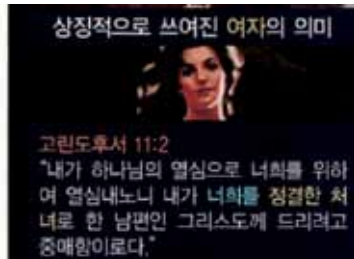 상징적으로 쓰여진 여자의 의미
고린도후서 11:2
"내가 하나님의 열심으로 너희를 위하
여 열심내노니 내가 너희를 정결한 처
녀로 한 남편인 그리스도께 드리려고
중매함이로다."